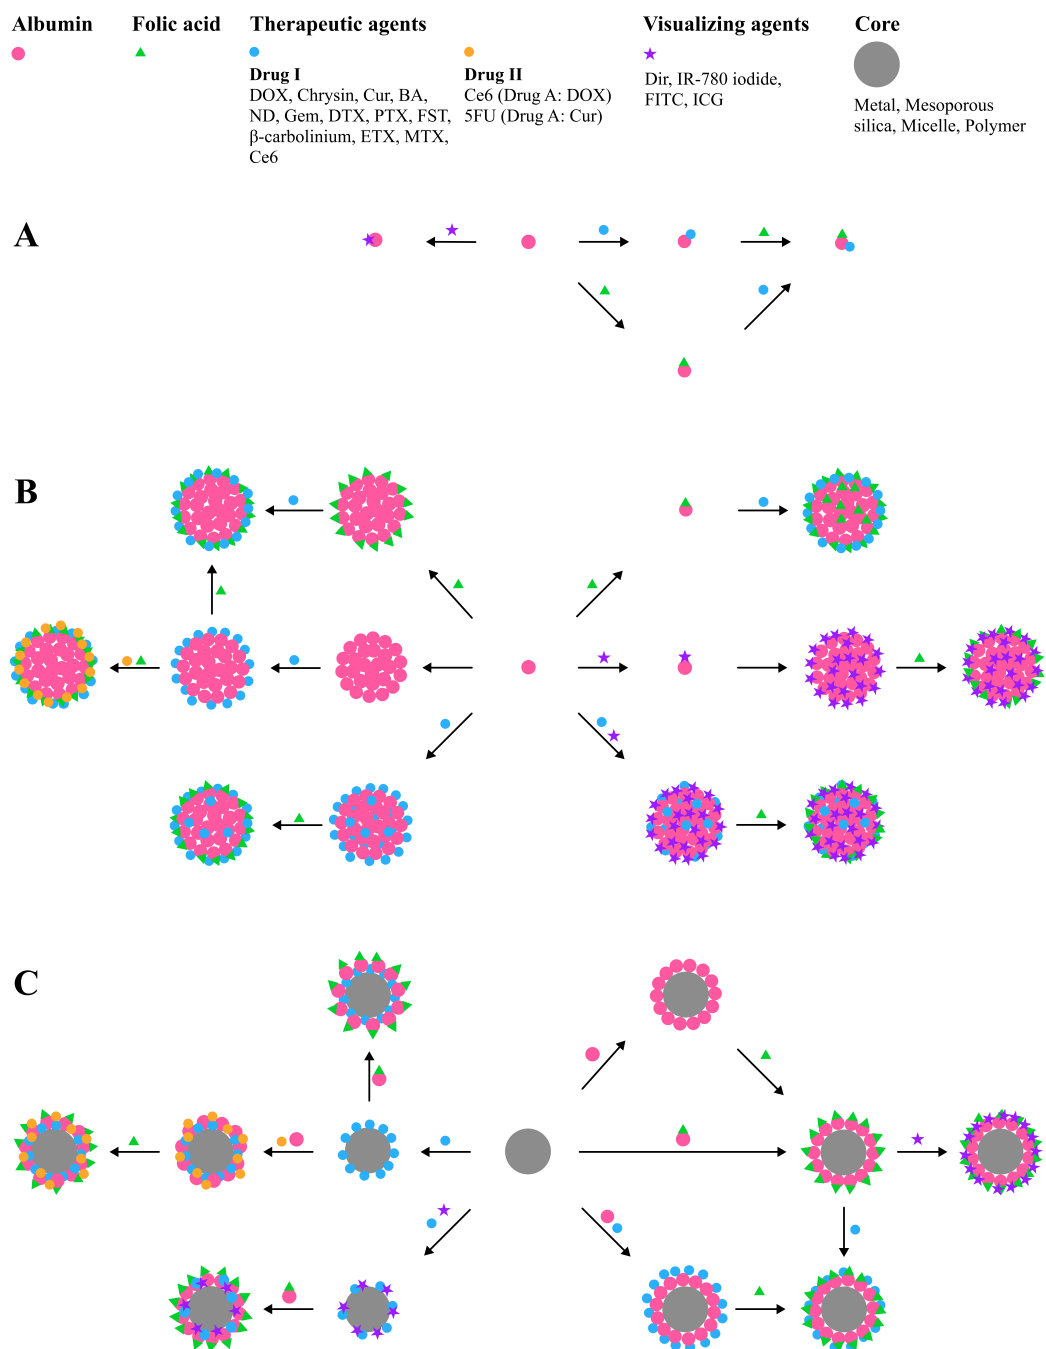 Albumin
Folic acid
Therapeutic agents
Visualizing agents
Core
Drug I
DOX, Chrysin, Cur, BA,
ND, Gem, DTX, PTX, FST,
β-carbolinium, ETX, MTX,
Ce6
Drug II
Ce6 (Drug A: DOX)
5FU (Drug A: Cur)
Dir, IR-780 iodide,
FITC, ICG
Metal, Mesoporous
silica, Micelle, Polymer
A
B
C